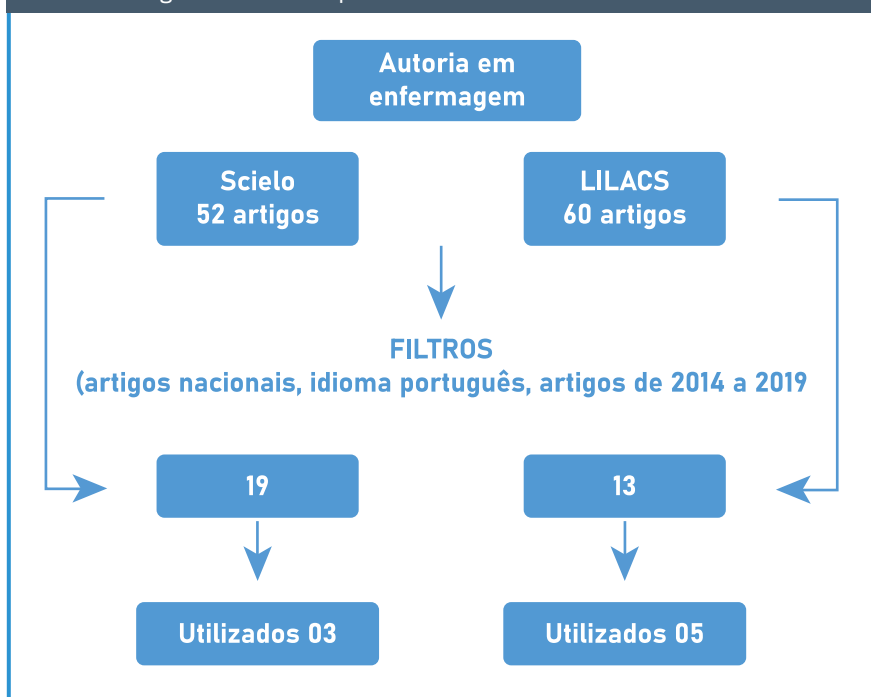 Autoria em
enfermagem
Scielo
52 artigos
LILACS
60 artigos
FILTROS
(artigos nacionais, idioma português, artigos de 2014 a 2019
19
13
Utilizados 03
Utilizados 05